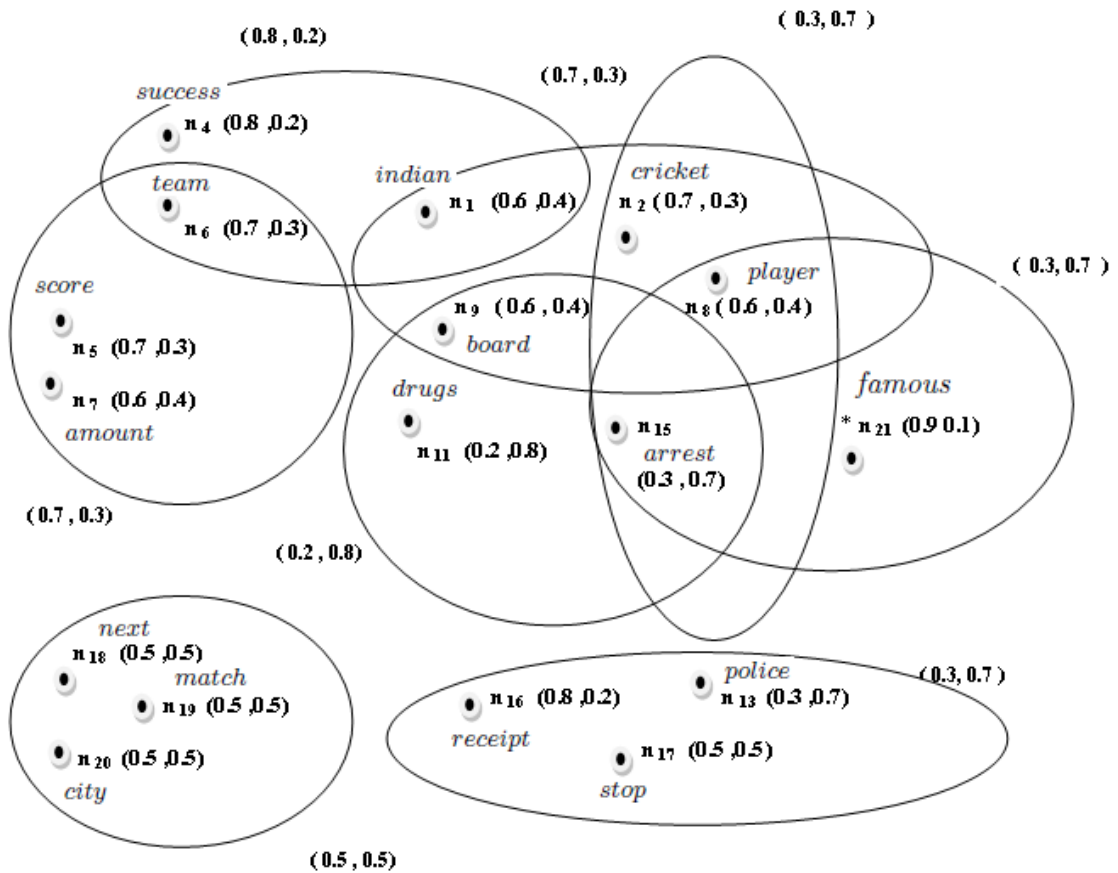 ( 0.3, 0.7 )
(0.8 , 0.2)
(0.7 , 0.3)
success
n 4 (0.8 ,0.2)
team
n 6 (0.7 ,0.3)
indian
n 1 (0.6 ,0.4)
cricket
n 2 ( 0.7 , 0.3)
( 0.3, 0.7 )
player
n 8 ( 0.6 , 0.4)
score
n 5 (0.7 ,0.3)
n 7 (0.6 ,0.4)
amount
n 9 (0.6 ,0.4)
board
drugs
n 11 (0.2 ,0.8)
n 15
arrest
(0.3 , 0.7)
famous
* n 21 (0.9 0.1)
(0.7 , 0.3)
( 0.2 , 0.8)
next
n 18 (0.5 ,0.5)
match
n 19 (0.5 ,0.5)
n 20 (0.5 ,0.5)
city
police
( 0.3, 0.7 )
n 13 (0.3 ,0.7)
n 16 (0.8 ,0.2)
receipt
n 17 (0.5 ,0.5)
stop
( 0.5 , 0.5)